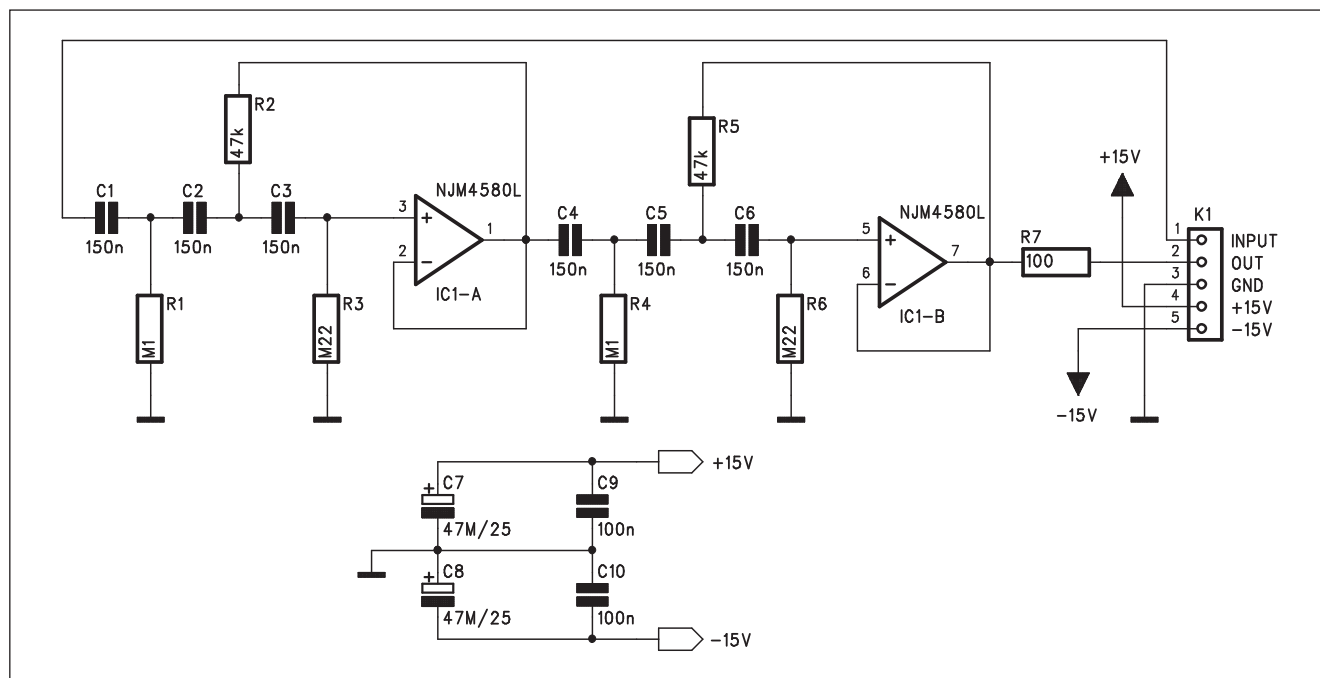 R2
47k
C1
C2
C3
150n
150n
150n
NJM4580L
3
+
2
−
1
IC1-A
R1
M1
R3
M22
R5
47k
C4
C5
C6
150n
150n
150n
NJM4580L
5
+
6
−
7
IC1-B
R4
M1
R6
M22
R7
100
+15V
-15V
K1
1
INPUT
2
OUT
3
GND
4
+15V
5
-15V
+15V
+
C7
47M/25
C9
100n
+
C8
47M/25
C10
100n
-15V